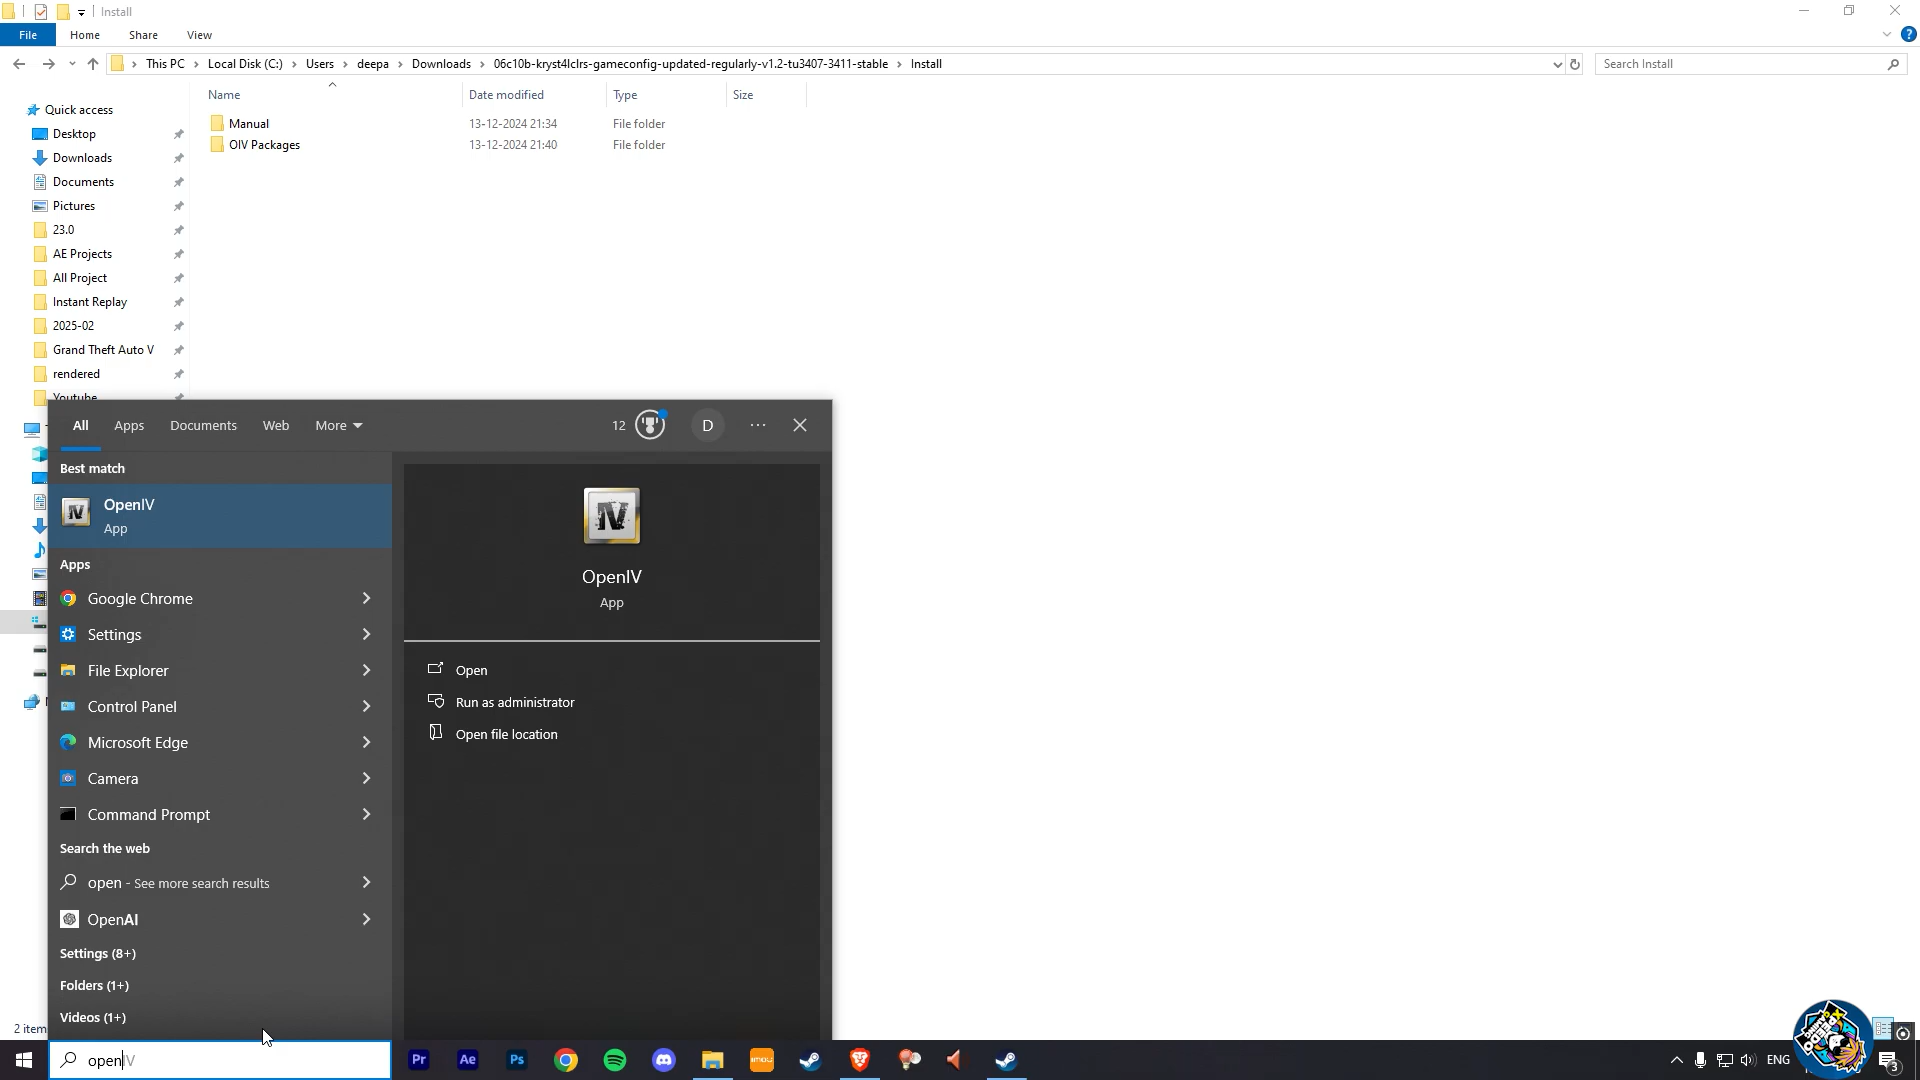 Install
File Home Share View
This PC Local Disk (C:) Users deepa Downloads 06c10b-kryst4lclrs-gameconfig-updated-regularly-v1.2-tu3407-3411-stable Install
Search Install
Name Date modified Type Size
Manual 13-12-2024 21:34 File folder
OIV Packages 13-12-2024 21:40 File folder
Quick access
Desktop
Downloads
Documents
Pictures
23.0
AE Projects
All Project
Instant Replay
2025-02
Grand Theft Auto V
rendered
Youtube
All Apps Documents Web More 12 D
Best match
OpenIV
App
Apps
Google Chrome
Settings
File Explorer
Control Panel
Microsoft Edge
Camera
Command Prompt
Search the web
open - See more search results
OpenAI
Settings (8+)
Folders (1+)
Videos (1+)
OpenIV
App
Open
Run as administrator
Open file location
2 item
openIV
Pr Ae Ps
ENG
3